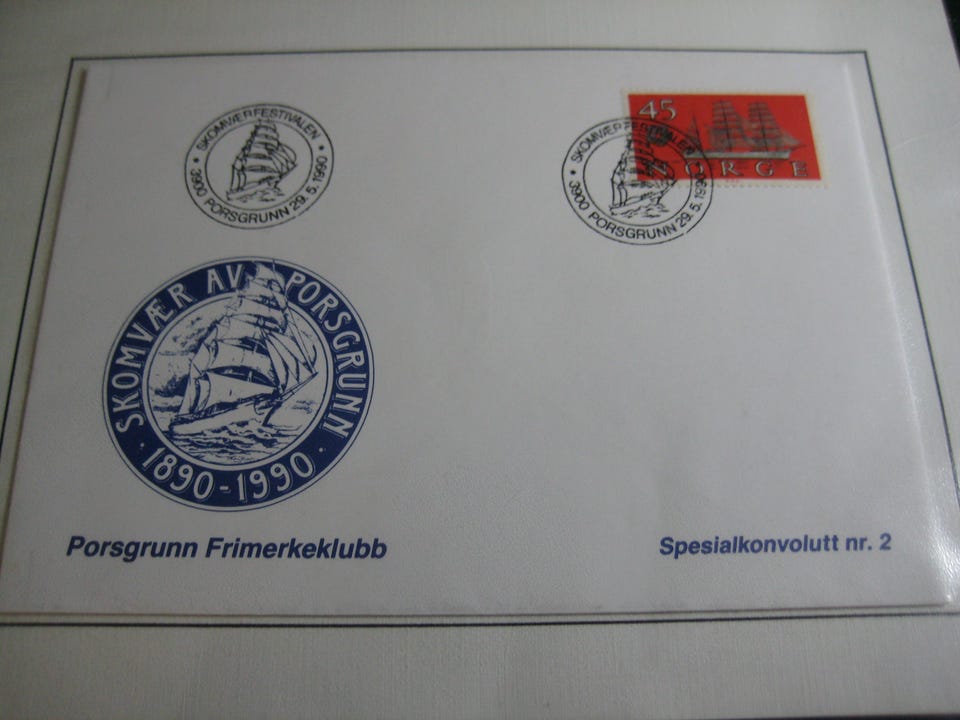 SKOMVÆRFESTIVALEN
3900 PORSGRUNN 29.5.1990
45
NORGE
SKOMVÆRFESTIVALEN
3900 PORSGRUNN 29.5.1990
SKOMVÆR AV PORSGRUNN
· 1890-1990 ·
Porsgrunn Frimerkeklubb
Spesialkonvolutt nr. 2